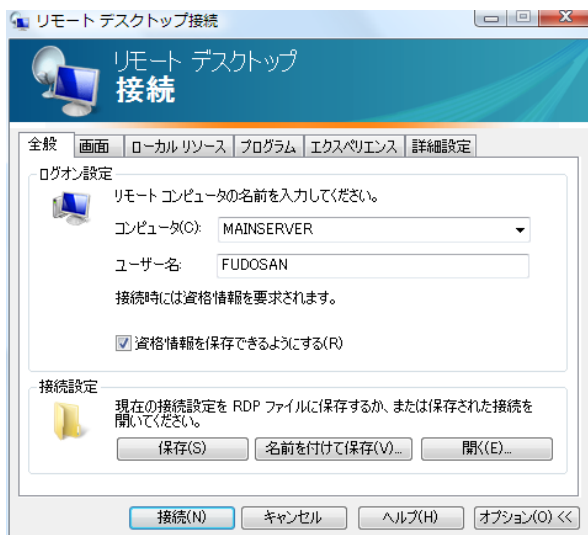 リモート デスクトップ接続
リモート デスクトップ
接続
全般 画面 ローカル リソース プログラム エクスペリエンス 詳細設定
ログオン設定
リモート コンピュータの名前を入力してください。
コンピュータ(C): MAINSERVER
ユーザー名: FUDOSAN
接続時には資格情報を要求されます。
資格情報を保存できるようにする(R)
接続設定
現在の接続設定を RDP ファイルに保存するか、または保存された接続を
開いてください。
保存(S) 名前を付けて保存(V)... 開く(E)...
接続(N) キャンセル ヘルプ(H) オプション(O) <<